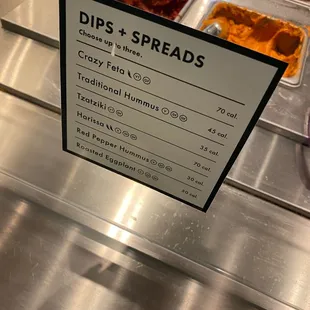 DIPS + SPREADS
Choose up to three.
Crazy Feta 70 cal.
Traditional Hummus 45 cal.
Tzatziki 35 cal.
Harissa 70 cal.
Red Pepper Hummus cal.
Roasted Eggplant cal.